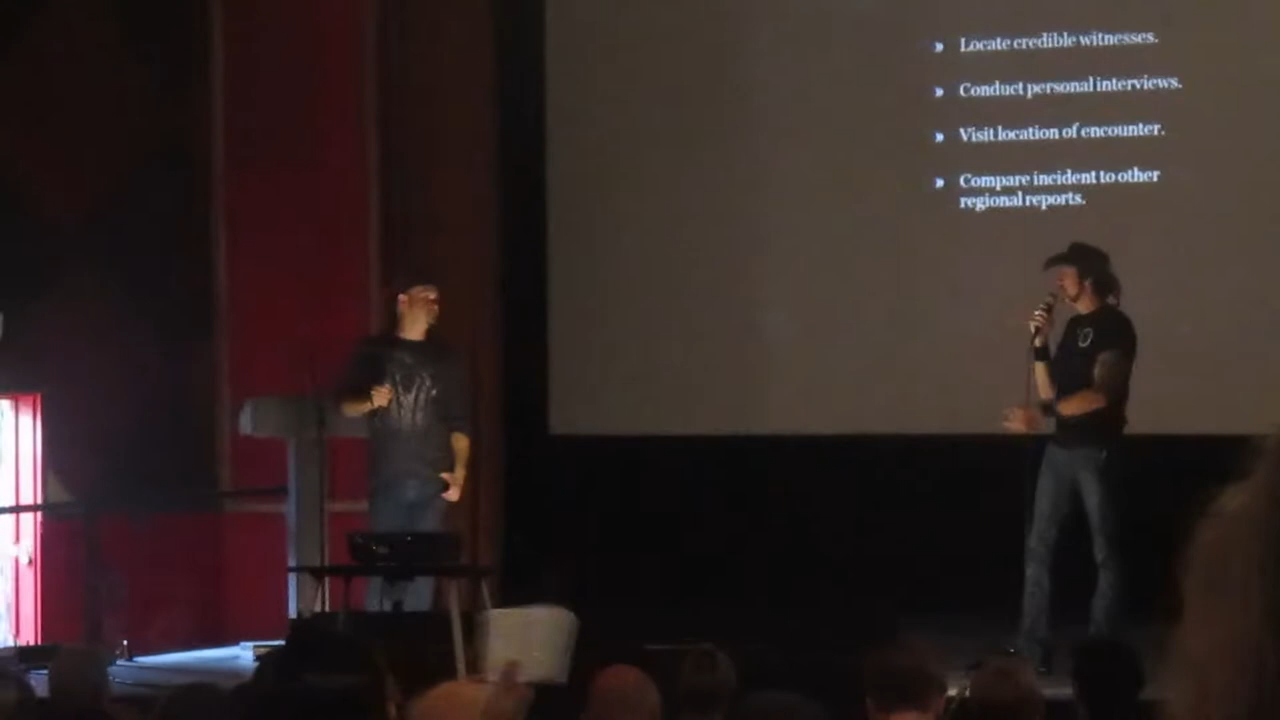 » Locate credible witnesses.
» Conduct personal interviews.
» Visit location of encounter.
» Compare incident to other
regional reports.